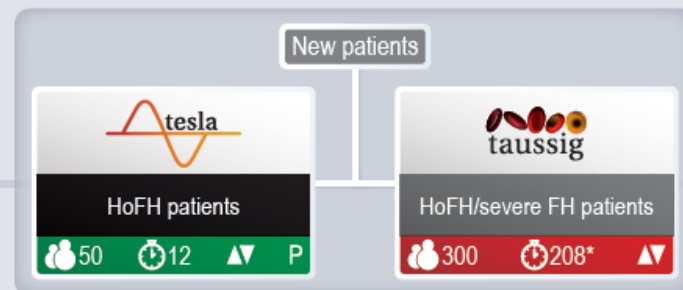 New patients
tesla
taussig
HoFH patients
HoFH/severe FH patients
50 12 P
300 208*